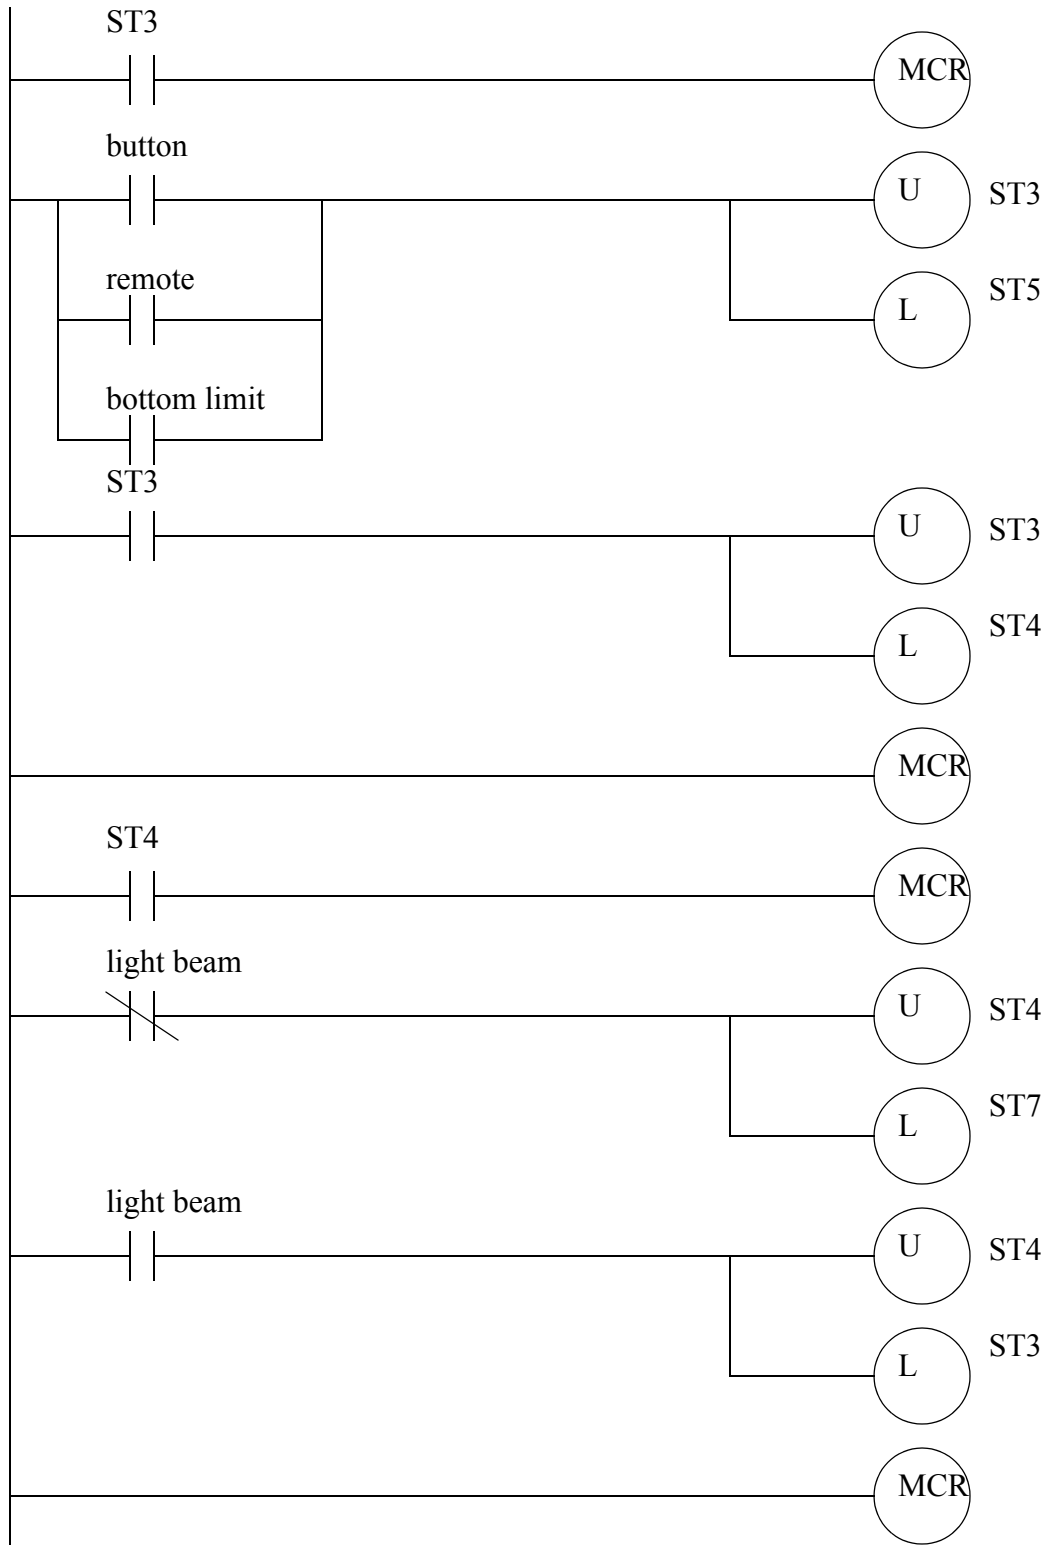 ST3
MCR
button
U ST3
remote
L ST5
bottom limit
ST3
U ST3
L ST4
MCR
ST4
MCR
light beam
U ST4
L ST7
light beam
U ST4
L ST3
MCR